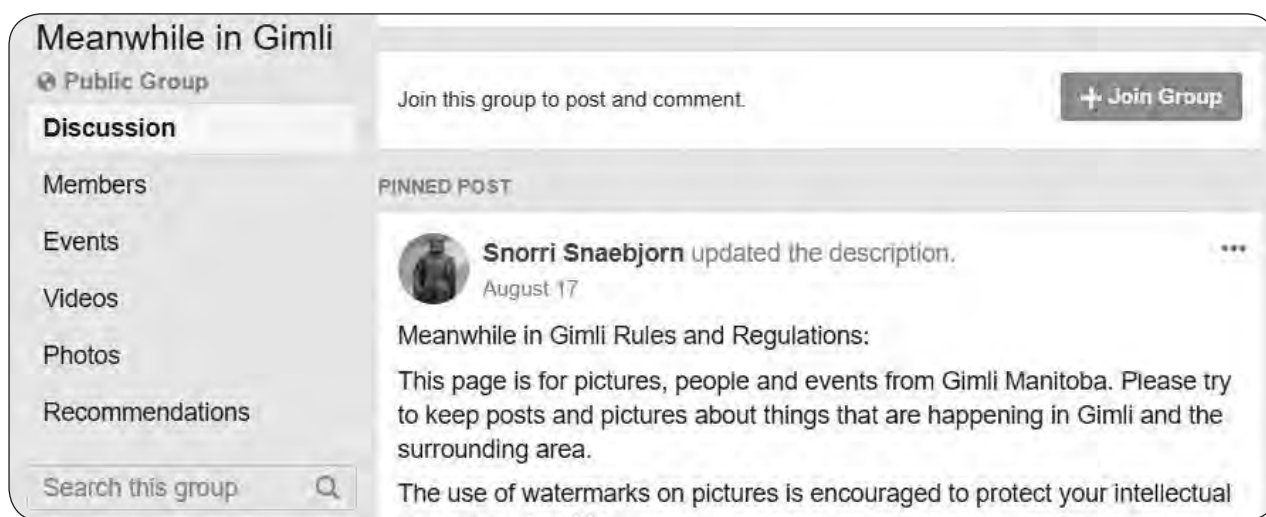 Meanwhile in Gimli
Public Group
Discussion
Members
Events
Videos
Photos
Recommendations
Search this group
Join this group to post and comment.
+ Join Group
PINNED POST
Snorri Snaebjorn updated the description.
August 17
Meanwhile in Gimli Rules and Regulations:
This page is for pictures, people and events from Gimli Manitoba. Please try
to keep posts and pictures about things that are happening in Gimli and the
surrounding area.
The use of watermarks on pictures is encouraged to protect your intellectual